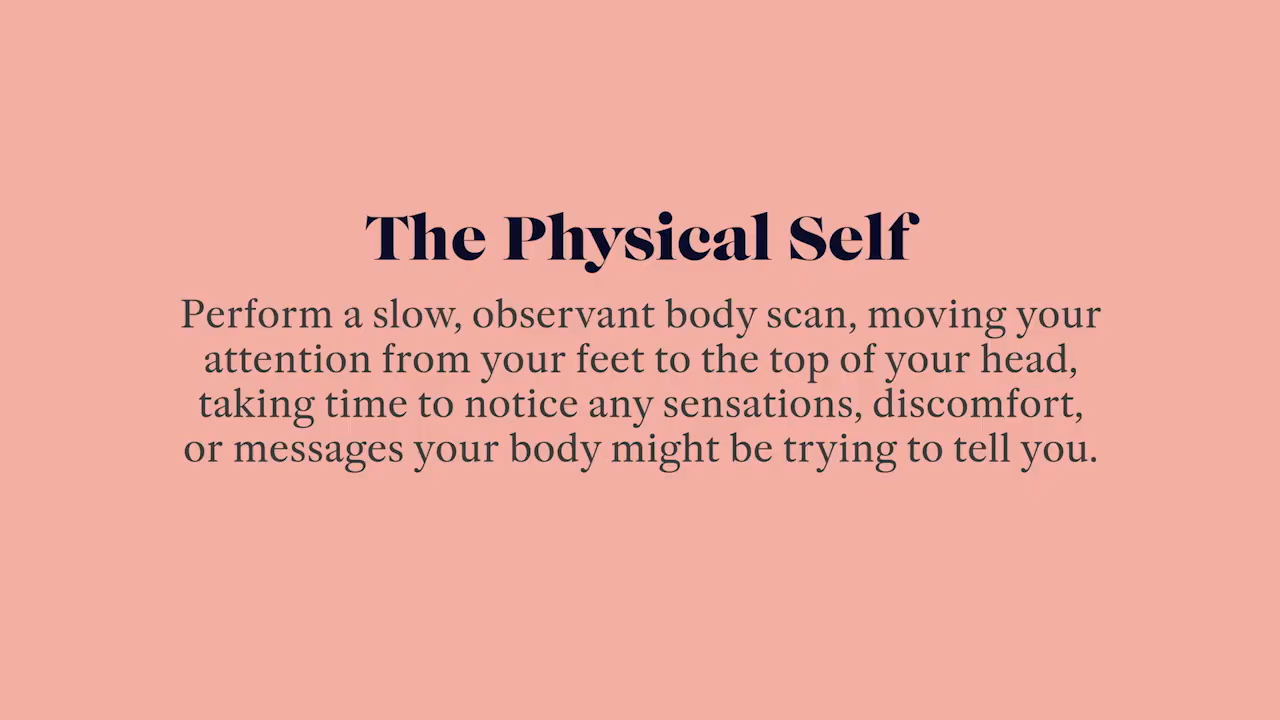 The Physical Self
Perform a slow, observant body scan, moving your
attention from your feet to the top of your head,
taking time to notice any sensations, discomfort,
or messages your body might be trying to tell you.